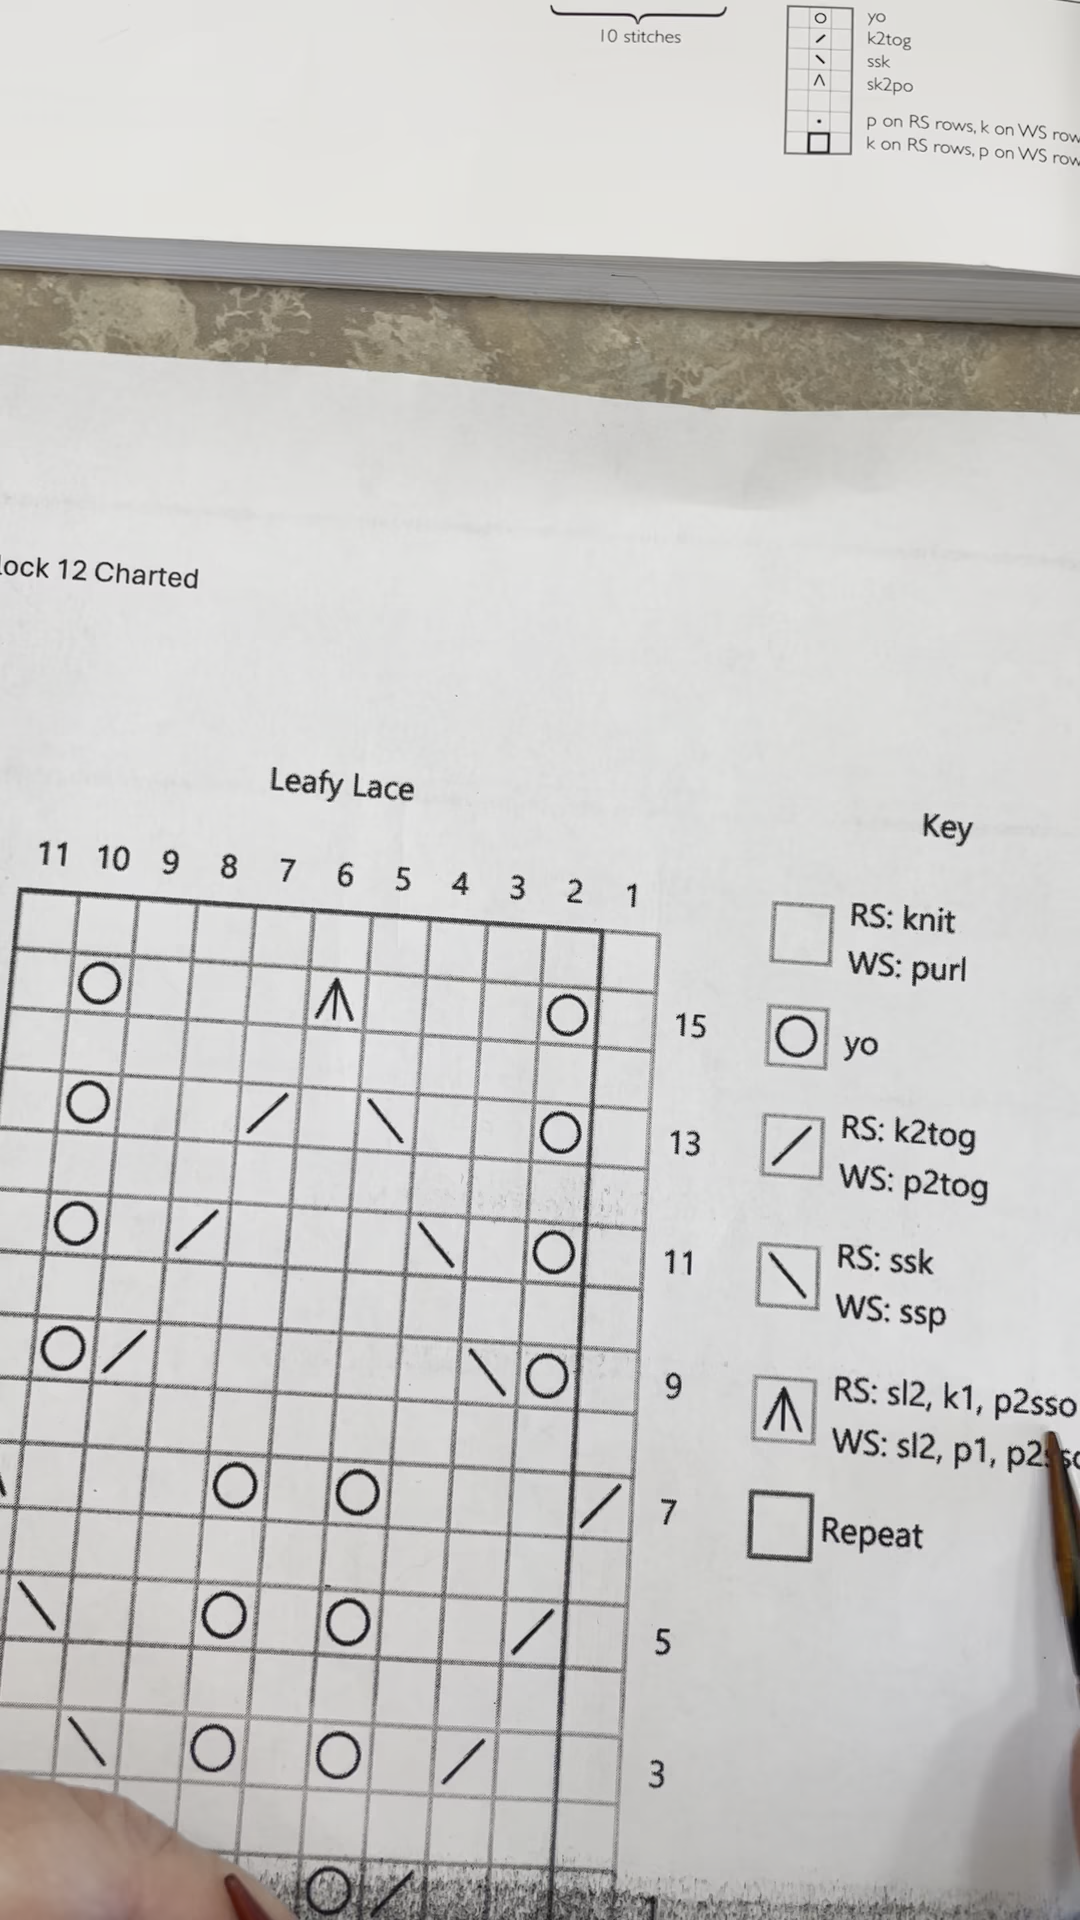 10 stitches
yo
k2tog
ssk
sk2po
p on RS rows, k on WS
k on RS rows, p on WS
12 Charted
Leafy Lace
Key
11 10 9 8 7 6 5 4 3 2 1
RS: knit
WS: purl
15
yo
13
RS: k2tog
WS: p2tog
11
RS: ssk
WS: ssp
9
RS: sl2, k1, p2sso
WS: sl2, p1,
7
Repeat
5
3